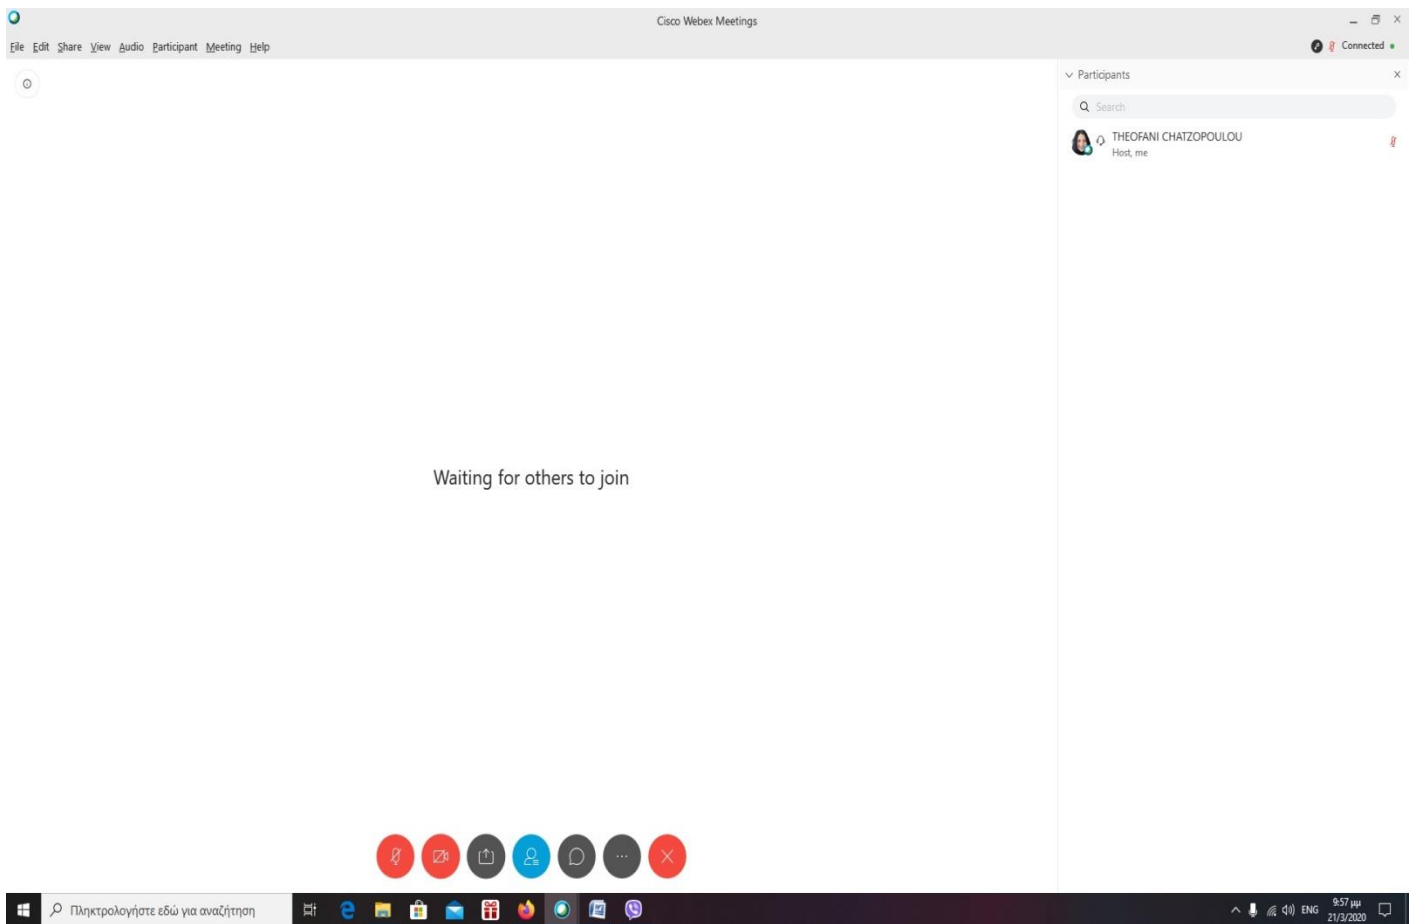 Cisco Webex Meetings
File Edit Share View Audio Participant Meeting Help
Connected
Participants
Search
THEOFANI CHATZOPOULOU
Host, me
Waiting for others to join
Πληκτρολογήστε εδώ για αναζήτηση
ENG
9:57 μμ
21/3/2020